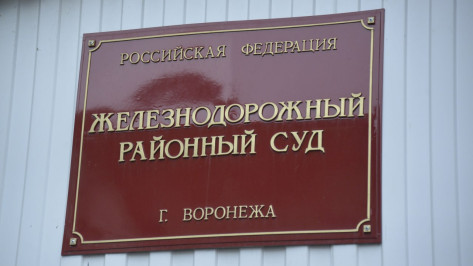 РОССИЙСКАЯ ФЕДЕРАЦИЯ
ЖЕЛЕЗНОДОРОЖНЫЙ
РАЙОННЫЙ СУД
Г. ВОРОНЕЖА